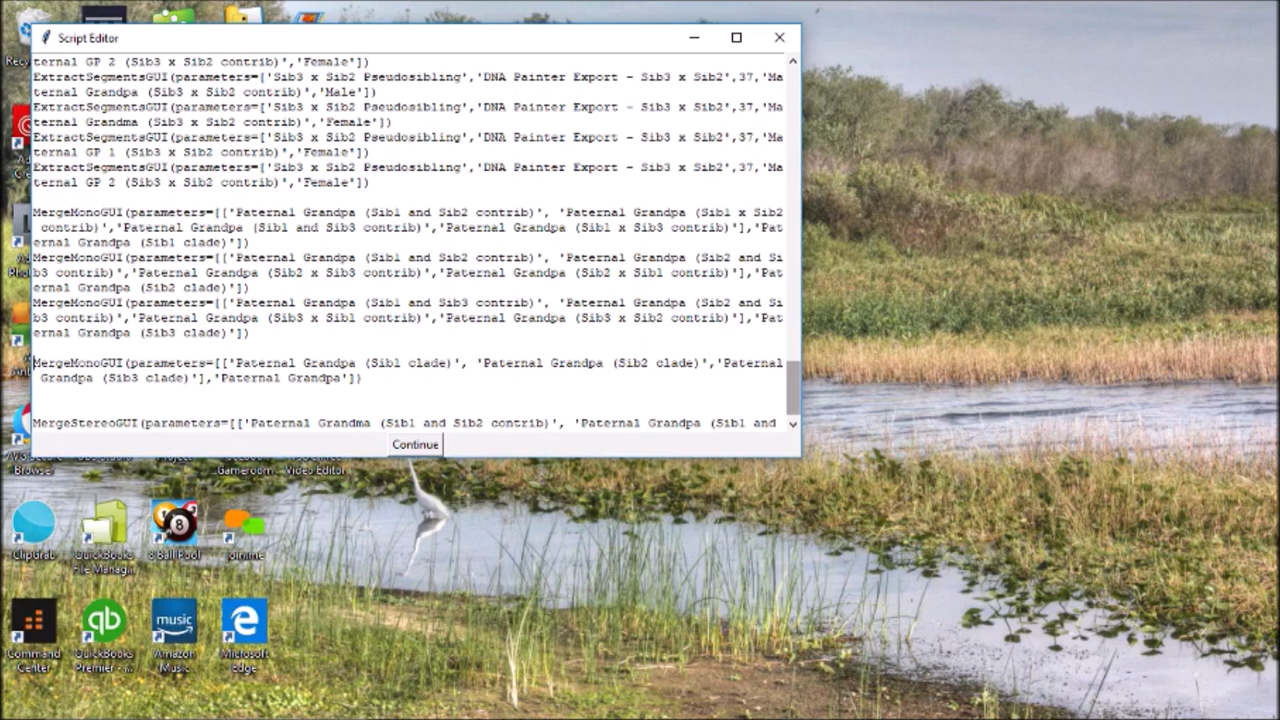 Script Editor
ternal GP 2 (Sib3 x Sib2 contrib)','Female'])
ExtractSegmentsGUI(parameters=['Sib3 x Sib2 Pseudosibling','DNA Painter Export - Sib3 x Sib2',37,'Ma
ternal Grandpa (Sib3 x Sib2 contrib)','Male'])
ExtractSegmentsGUI(parameters=['Sib3 x Sib2 Pseudosibling','DNA Painter Export - Sib3 x Sib2',37,'Ma
ternal Grandma (Sib3 x Sib2 contrib)','Female'])
ExtractSegmentsGUI(parameters=['Sib3 x Sib2 Pseudosibling','DNA Painter Export - Sib3 x Sib2',37,'Ma
ternal GP 1 (Sib3 x Sib2 contrib)','Female'])
ExtractSegmentsGUI(parameters=['Sib3 x Sib2 Pseudosibling','DNA Painter Export - Sib3 x Sib2',37,'Ma
ternal GP 2 (Sib3 x Sib2 contrib)','Female'])
MergeMonoGUI(parameters=[['Paternal Grandpa (Sib1 and Sib2 contrib)', 'Paternal Grandpa (Sib1 x Sib2
contrib)','Paternal Grandpa (Sib1 and Sib3 contrib)','Paternal Grandpa (Sib1 x Sib3 contrib)'],'Pat
ernal Grandpa (Sib1 clade)'])
MergeMonoGUI(parameters=[['Paternal Grandpa (Sib1 and Sib2 contrib)', 'Paternal Grandpa (Sib2 and Si
b3 contrib)','Paternal Grandpa (Sib2 x Sib3 contrib)','Paternal Grandpa (Sib2 x Sib1 contrib)'],'Pat
ernal Grandpa (Sib2 clade)'])
MergeMonoGUI(parameters=[['Paternal Grandpa (Sib1 and Sib3 contrib)', 'Paternal Grandpa (Sib2 and Si
b3 contrib)','Paternal Grandpa (Sib3 x Sib1 contrib)','Paternal Grandpa (Sib3 x Sib2 contrib)'],'Pat
ernal Grandpa (Sib3 clade)'])
MergeMonoGUI(parameters=[['Paternal Grandpa (Sib1 clade)', 'Paternal Grandpa (Sib2 clade)','Paternal
Grandpa (Sib3 clade)'],'Paternal Grandpa'])
MergeStereoGUI(parameters=[['Paternal Grandma (Sib1 and Sib2 contrib)', 'Paternal Grandpa (Sib1 and
Continue
Browse
Gameroom
Video Editor
ClipGrab
QuickBooks
File Manag...
8 Ball Pool
joinme
Command
Center
QuickBooks
Premier - ...
music
Amazon
Music
Microsoft
Edge